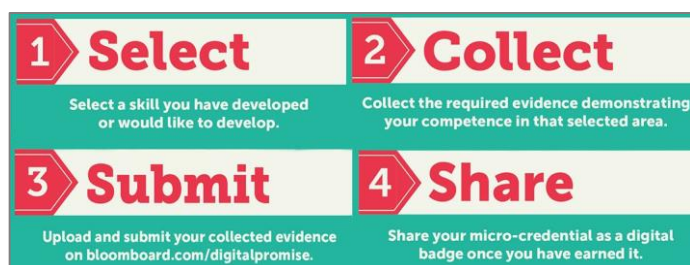 1 Select
Select a skill you have developed
or would like to develop.
2 Collect
Collect the required evidence demonstrating
your competence in that selected area.
3 Submit
Upload and submit your collected evidence
on bloomboard.com/digitalpromise.
4 Share
Share your micro-credential as a digital
badge once you have earned it.